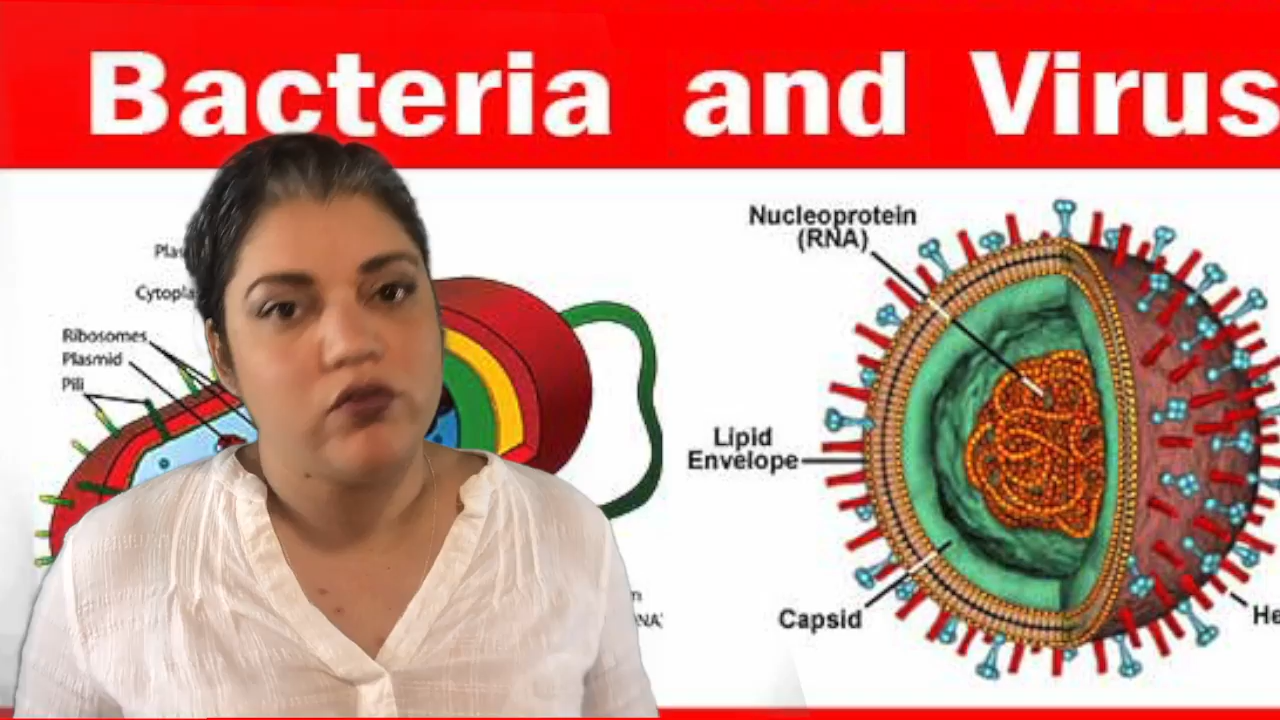 Bacteria and Virus
Ribosomes
Plasmid
Pili
Nucleoprotein
(RNA)
Lipid
Envelope
Capsid